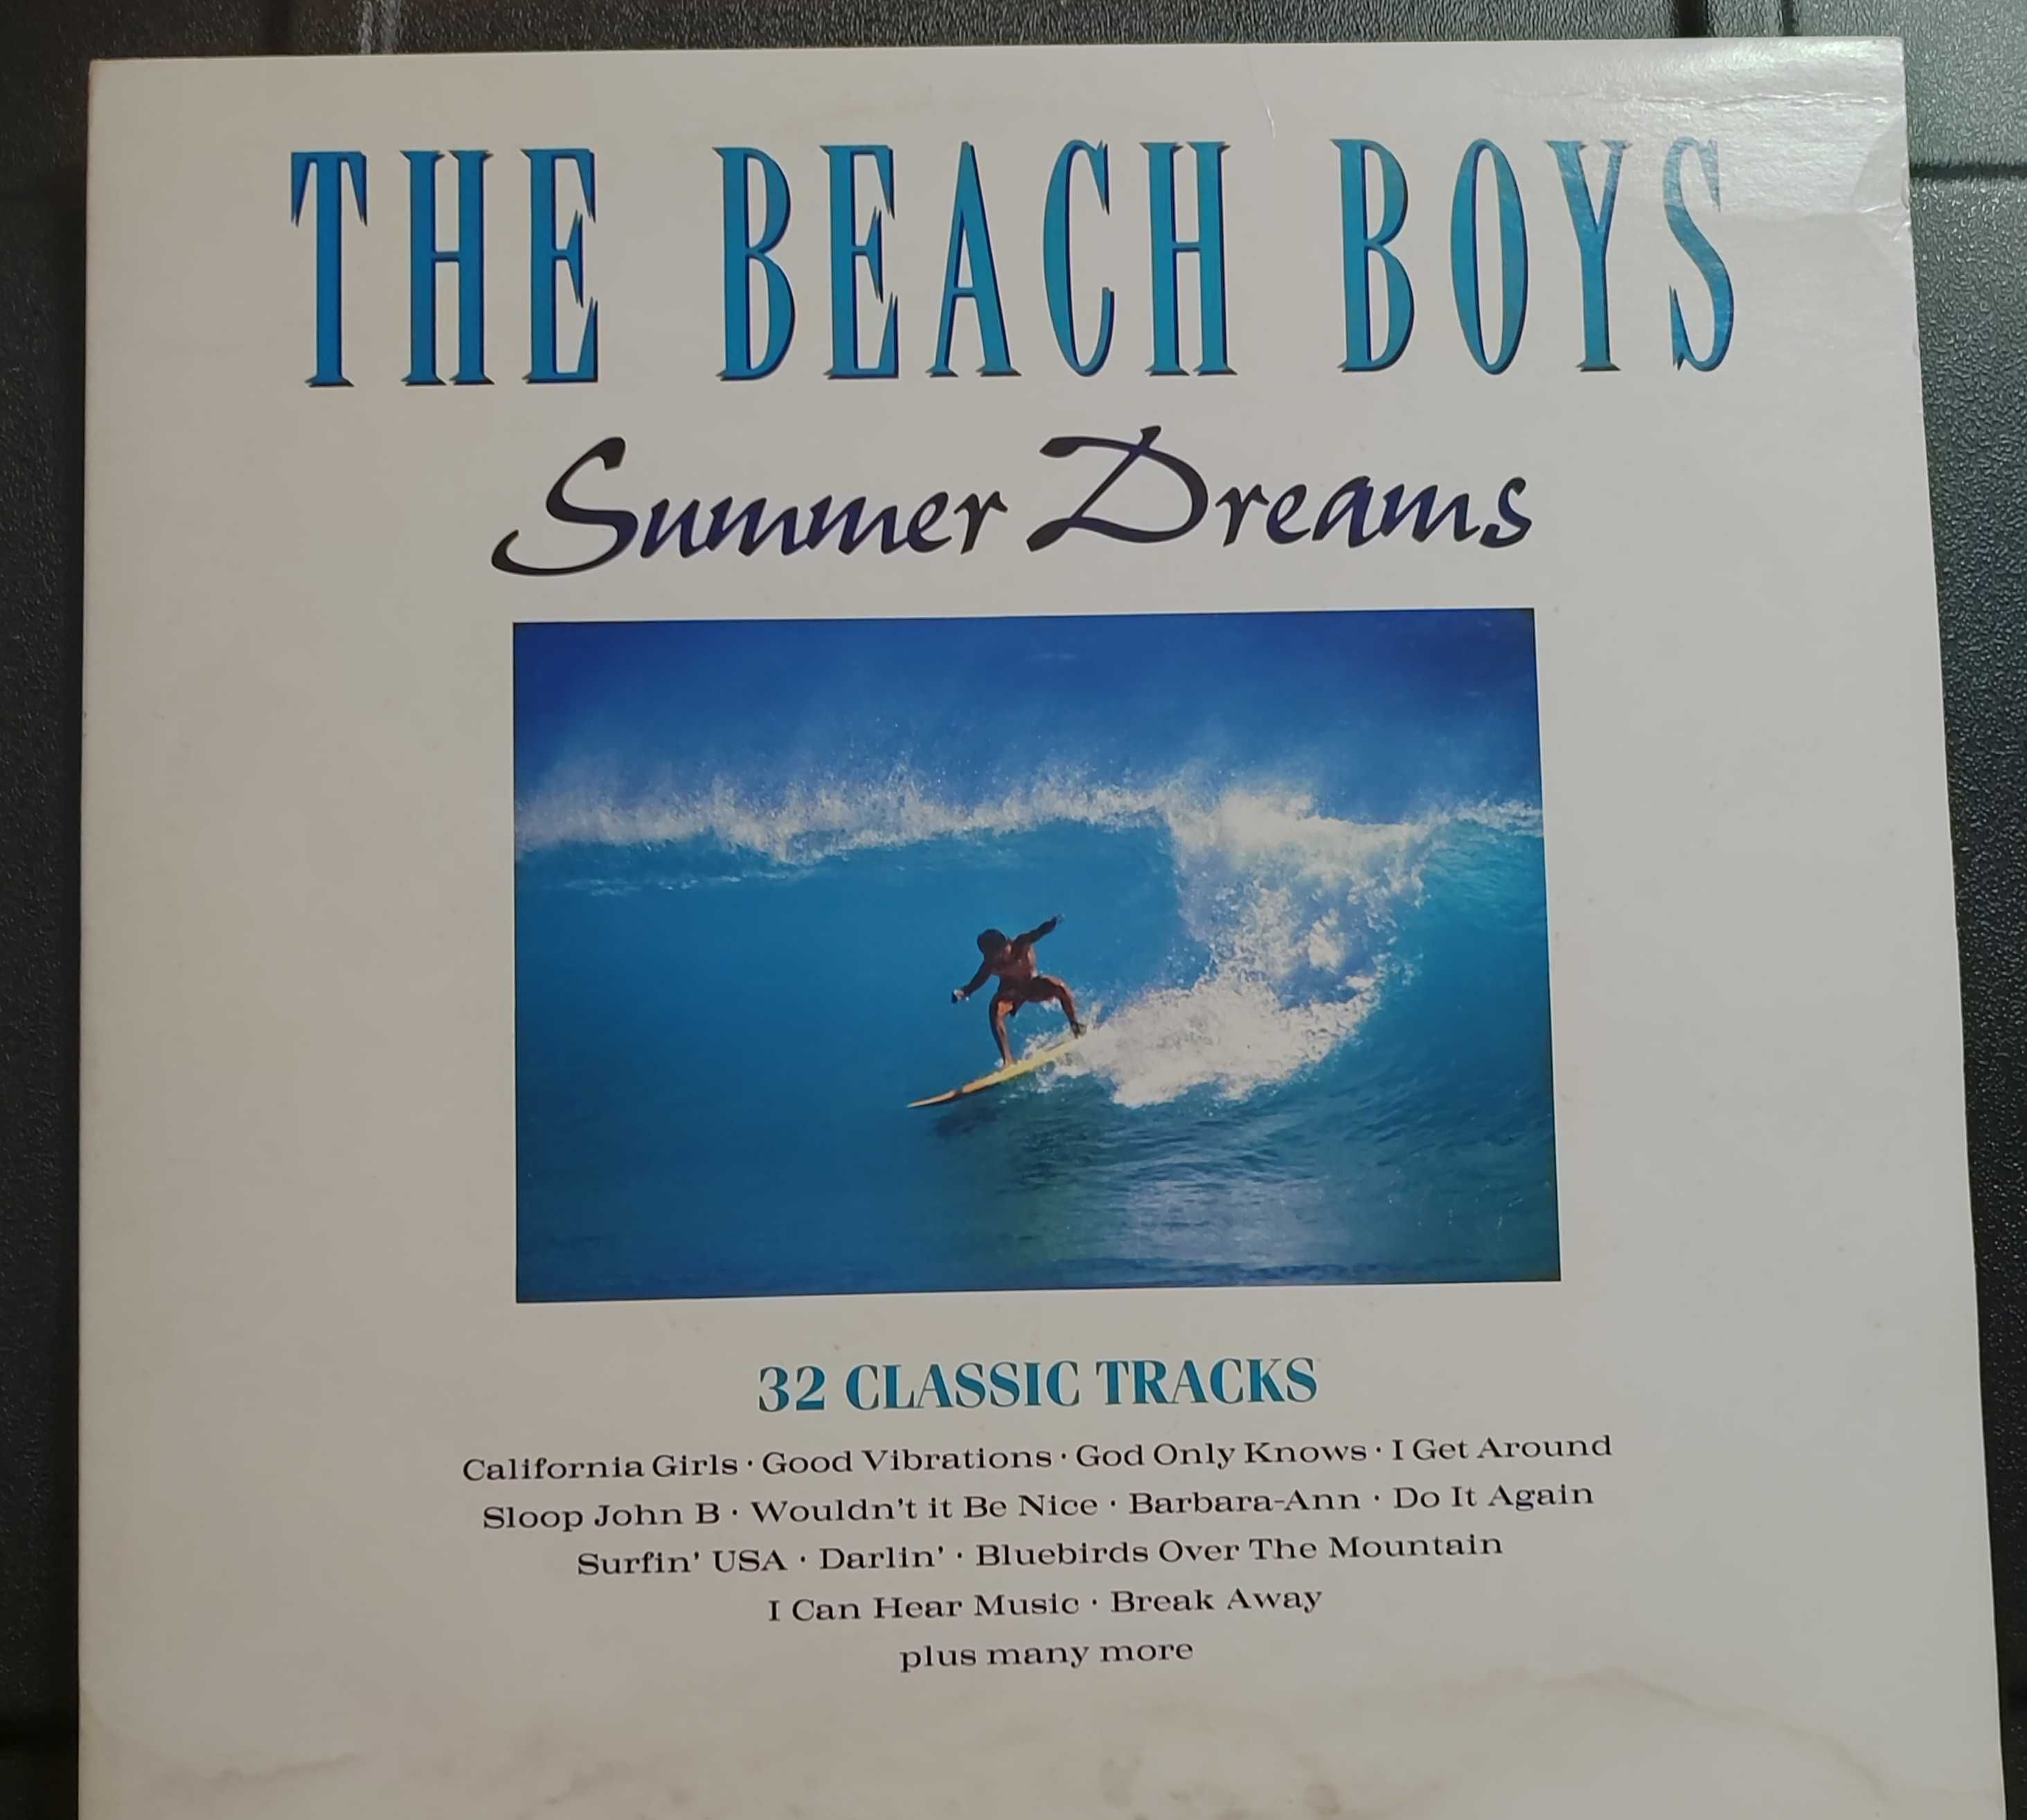 THE BEACH BOYS
Summer Dreams
32 CLASSIC TRACKS
California Girls · Good Vibrations · God Only Knows · I Get Around
Sloop John B · Wouldn't it Be Nice · Barbara-Ann · Do It Again
Surfin' USA · Darlin' · Bluebirds Over The Mountain
I Can Hear Music · Break Away
plus many more